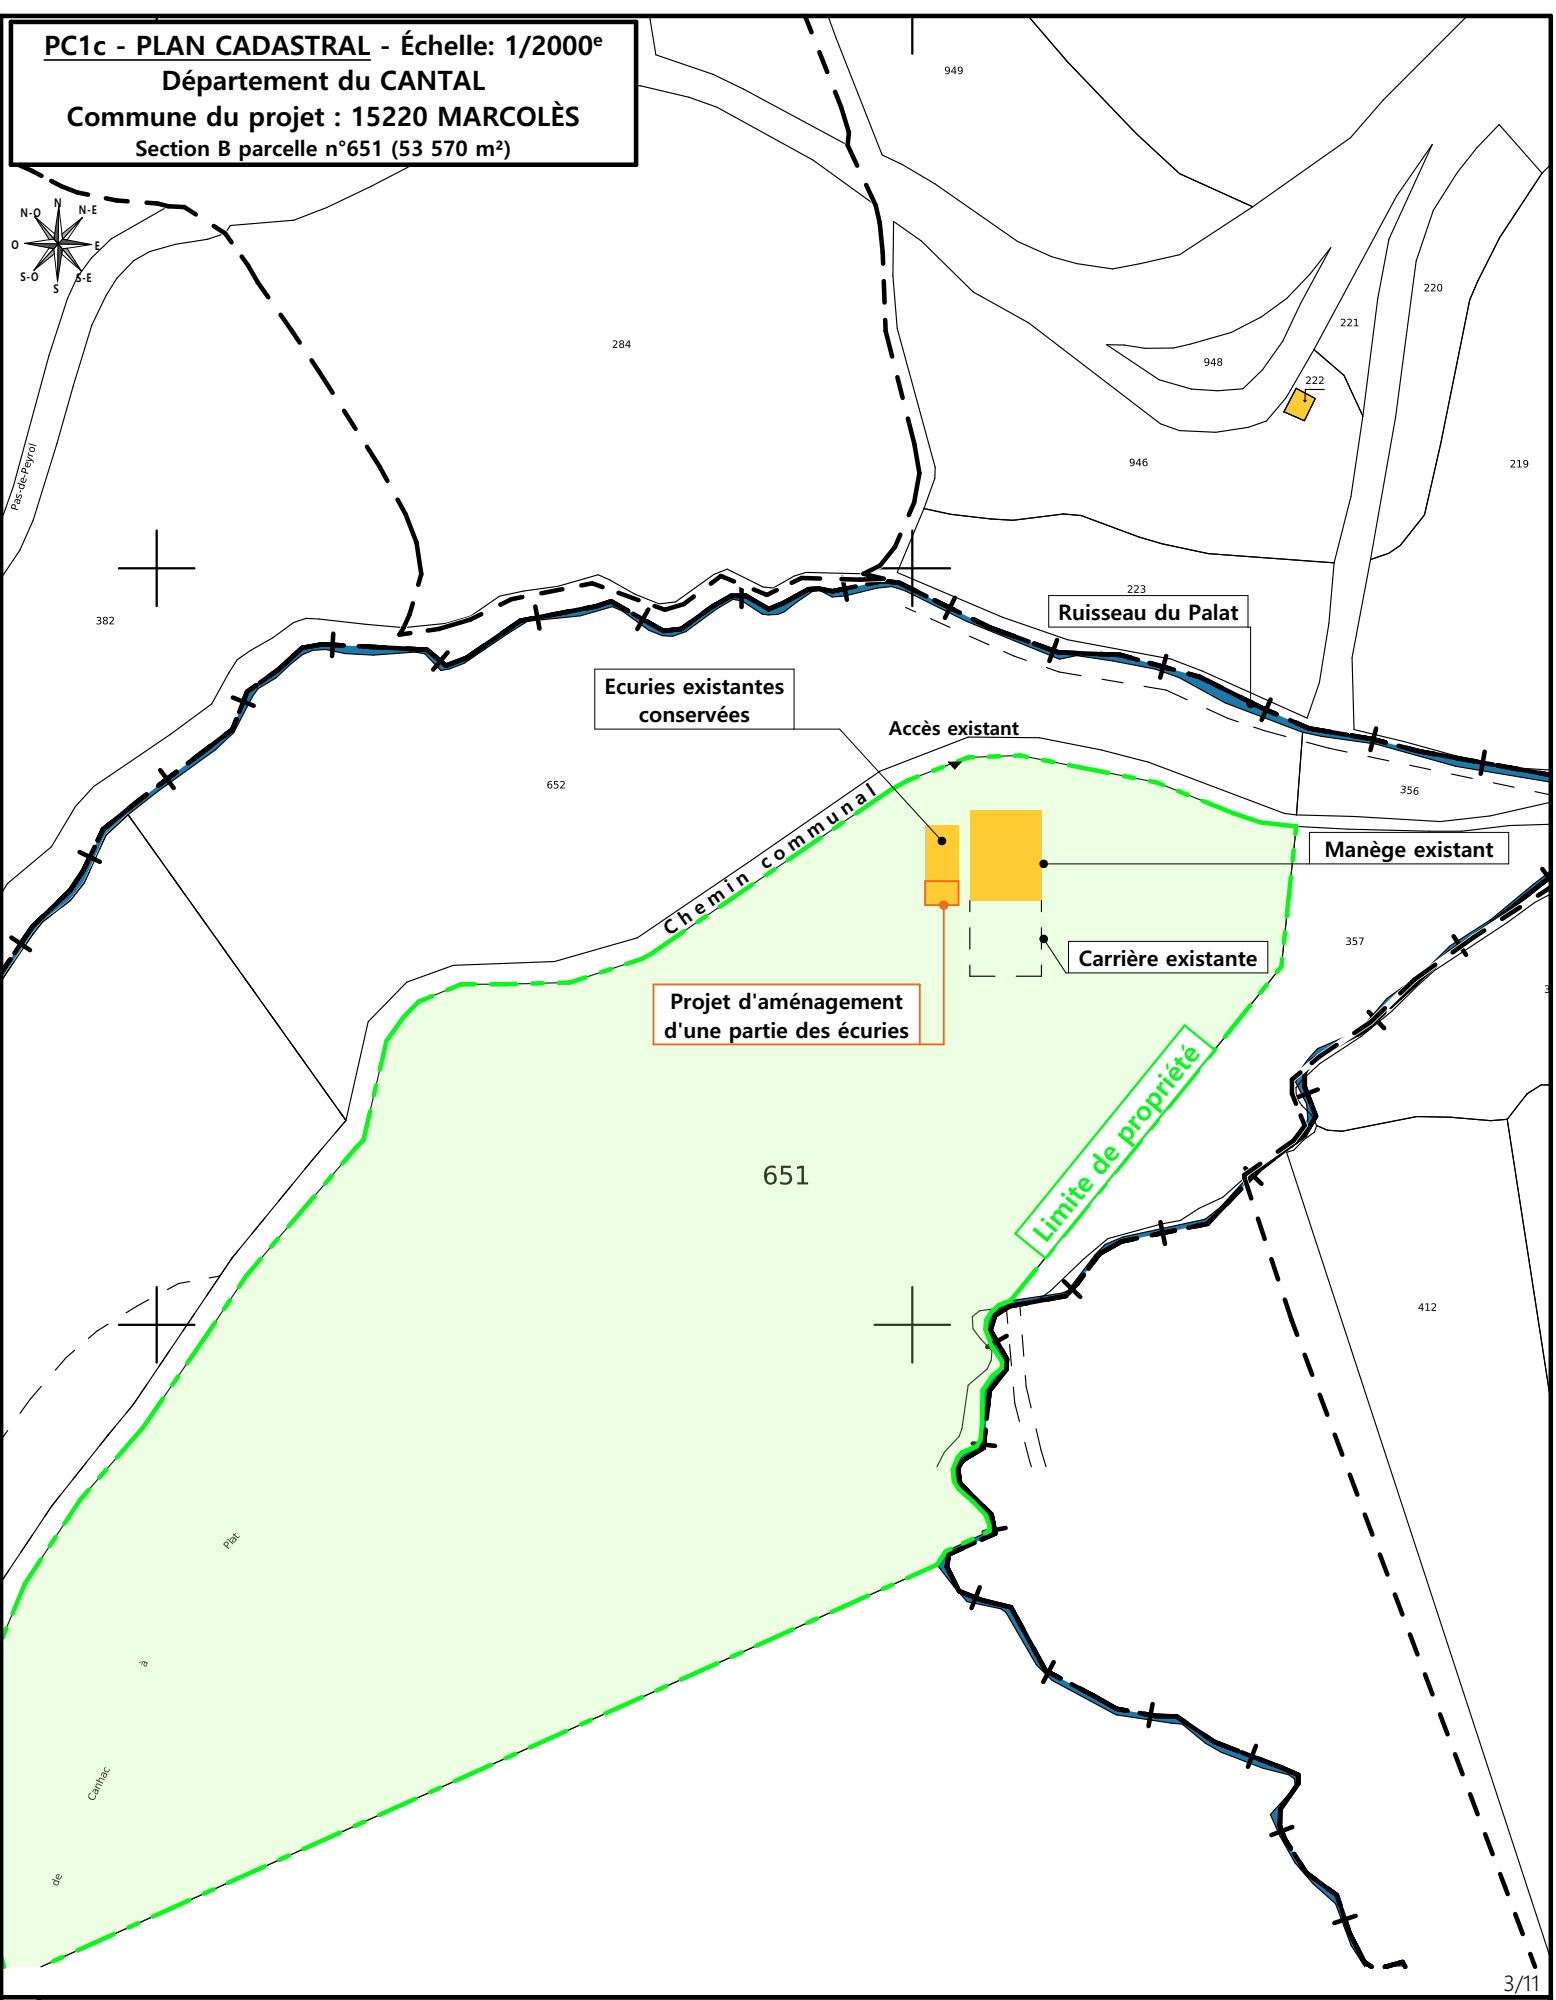 PC1c - PLAN CADASTRAL - Échelle: 1/2000e
Département du CANTAL
Commune du projet : 15220 MARCOLÈS
Section B parcelle n°651 (53 570 m²)
949
N
N-O
N-E
O
E
S-O
S-E
S
220
221
284
948
222
946
219
Pas-de-Peyrol
223
382
Ruisseau du Palat
Ecuries existantes
conservées
Accès existant
652
356
Chemin communal
Manège existant
357
Carrière existante
Projet d'aménagement
d'une partie des écuries
Limite de propriété
651
412
Plat
à
Canhac
de
3/11